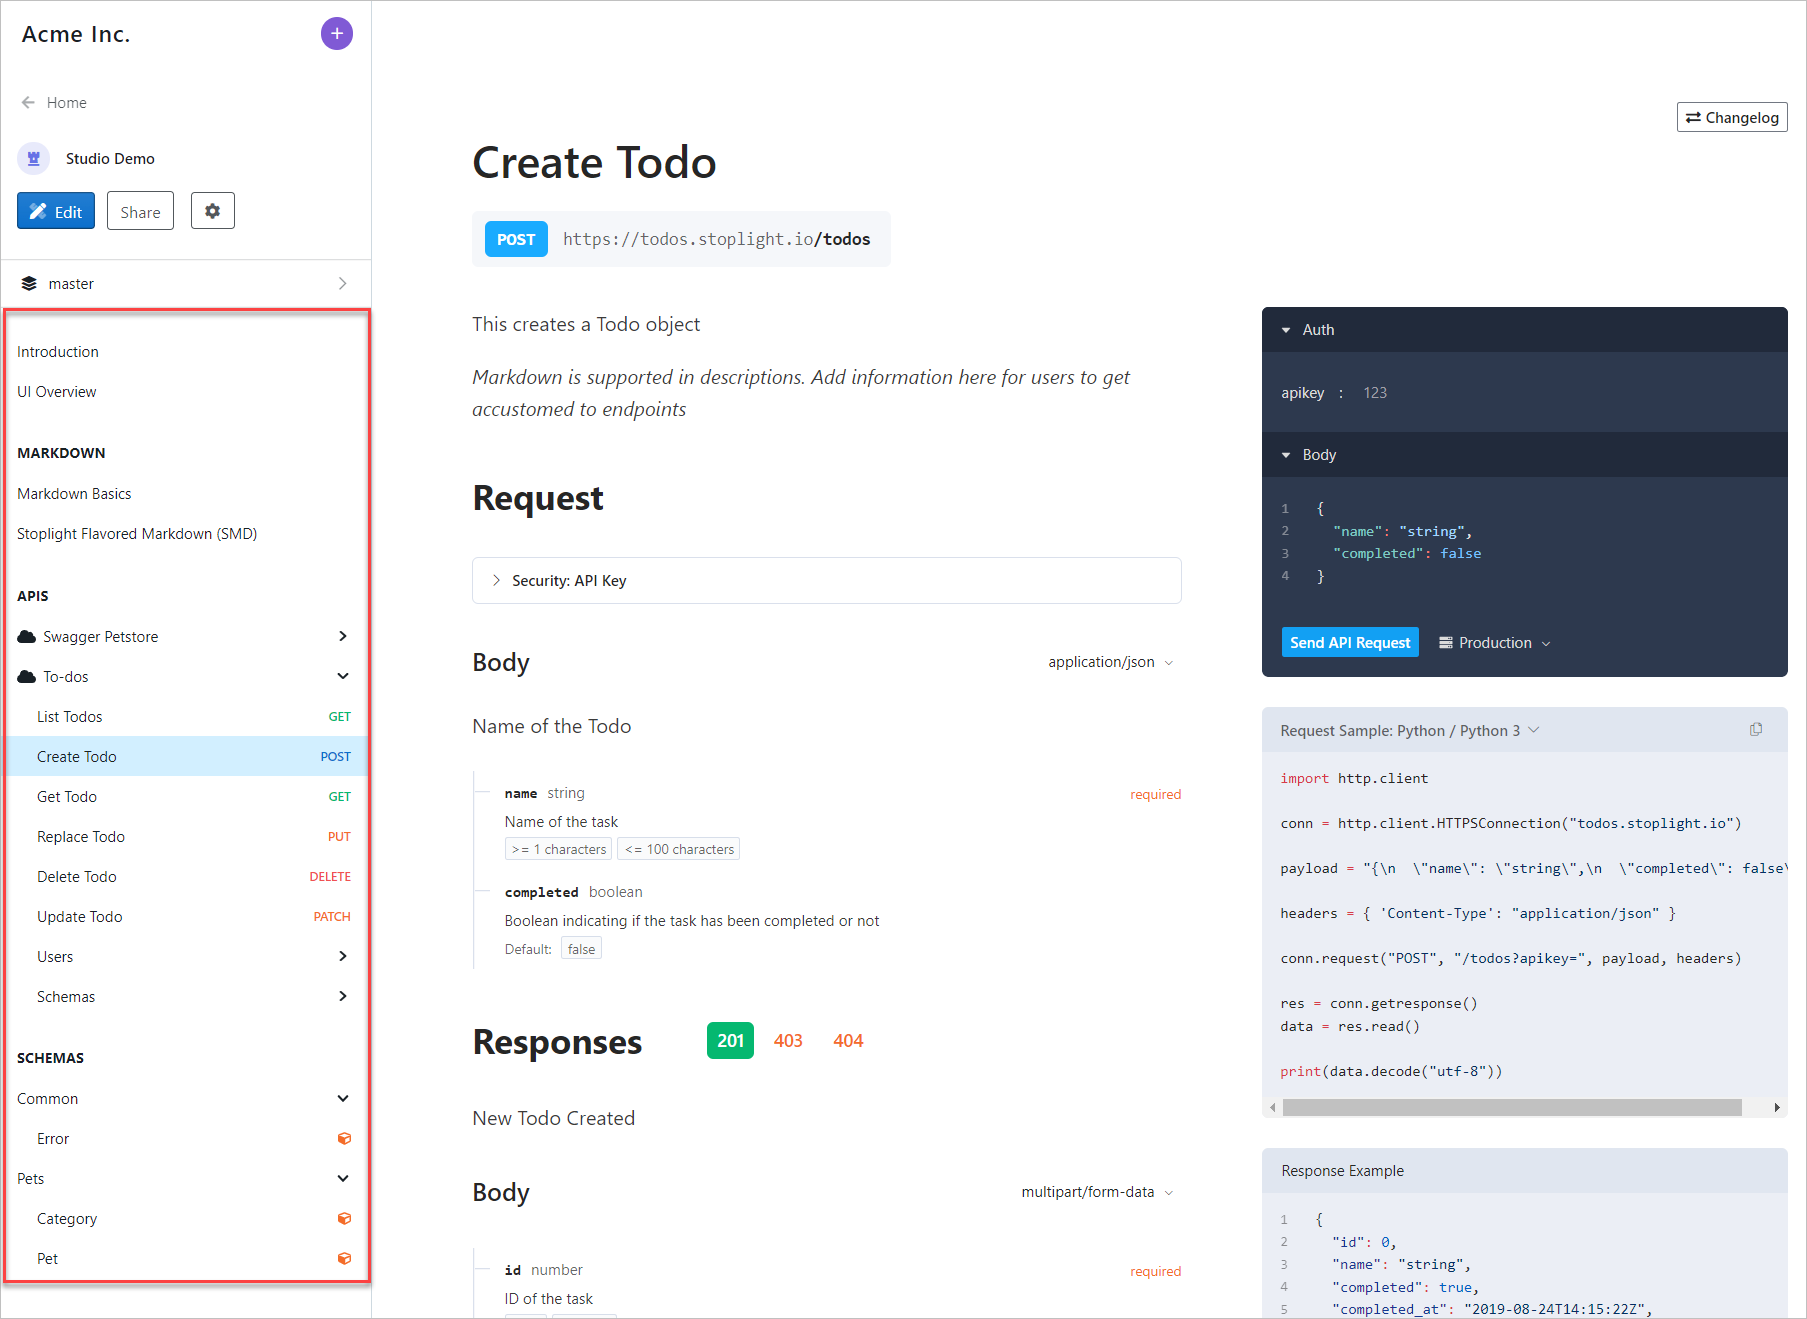 Acme Inc.
+
Home
Studio Demo
Edit
Share
master
Introduction
UI Overview
MARKDOWN
Markdown Basics
Stoplight Flavored Markdown (SMD)
APIS
Swagger Petstore
To-dos
List Todos GET
Create Todo POST
Get Todo GET
Replace Todo PUT
Delete Todo DELETE
Update Todo PATCH
Users
Schemas
SCHEMAS
Common
Error
Pets
Category
Pet
Changelog
Create Todo
POST https://todos.stoplight.io/todos
This creates a Todo object
Markdown is supported in descriptions. Add information here for users to get
accustomed to endpoints
Request
Security: API Key
Body application/json
Name of the Todo
name string required
Name of the task
>= 1 characters <= 100 characters
completed boolean
Boolean indicating if the task has been completed or not
Default: false
Responses 201 403 404
New Todo Created
Body multipart/form-data
id number required
ID of the task
Auth
apikey : 123
Body
1 {
2 "name": "string",
3 "completed": false
4 }
Send API Request Production
Request Sample: Python / Python 3
import http.client
conn = http.client.HTTPSConnection("todos.stoplight.io")
payload = "{\n  \"name\": \"string\",\n  \"completed\": false\
headers = { 'Content-Type': "application/json" }
conn.request("POST", "/todos?apikey=", payload, headers)
res = conn.getresponse()
data = res.read()
print(data.decode("utf-8"))
Response Example
1 {
2 "id": 0,
3 "name": "string",
4 "completed": true,
5 "completed_at": "2019-08-24T14:15:22Z",